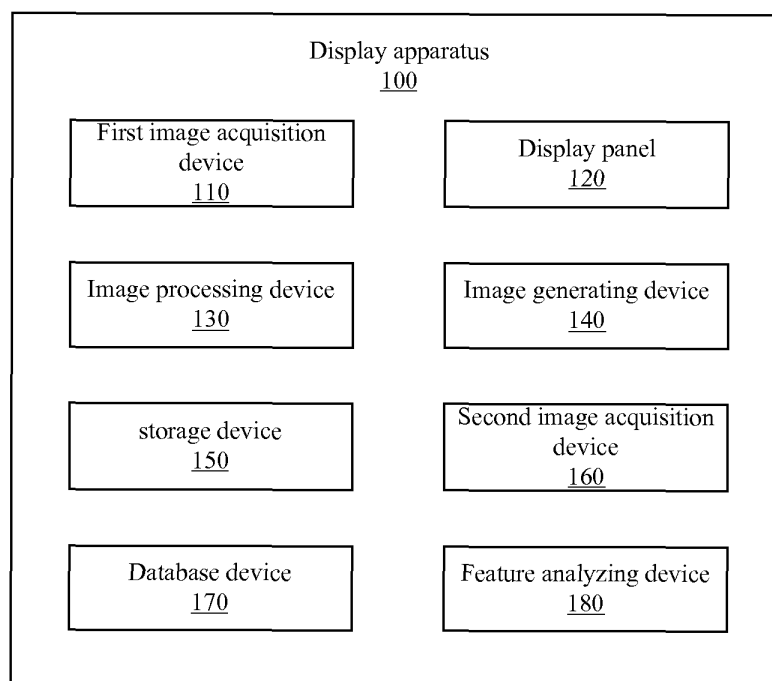 Display apparatus
100
First image acquisition
device
110
Display panel
120
Image processing device
130
Image generating device
140
storage device
150
Second image acquisition
device
160
Database device
170
Feature analyzing device
180